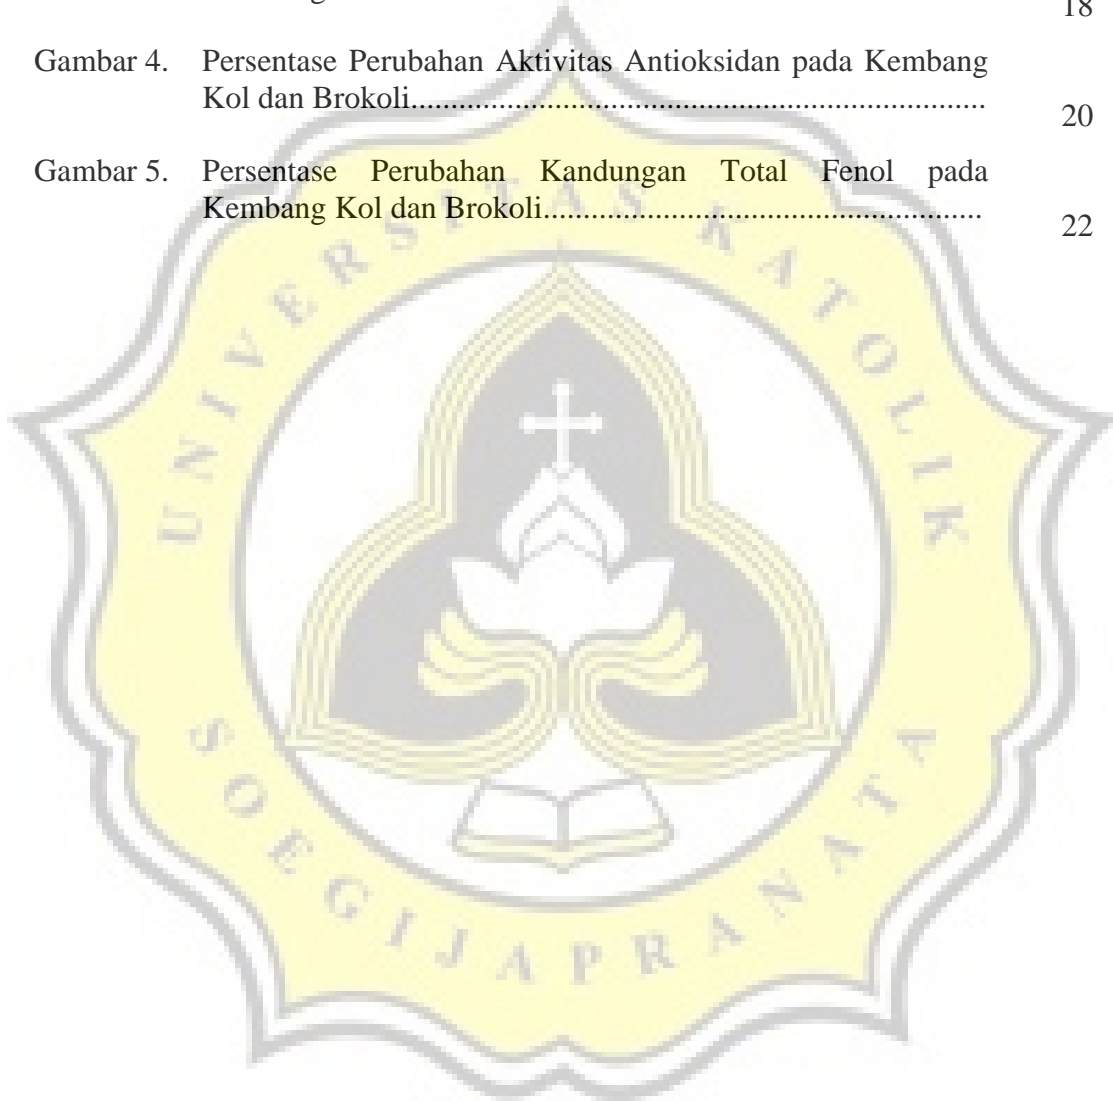 18
Gambar 4. Persentase Perubahan Aktivitas Antioksidan pada Kembang
Kol dan Brokoli........................................................................ 20
Gambar 5. Persentase Perubahan Kandungan Total Fenol pada
Kembang Kol dan Brokoli....................................................... 22
UNIVERSITAS KATOLIK
SOEGIJAPRANATA